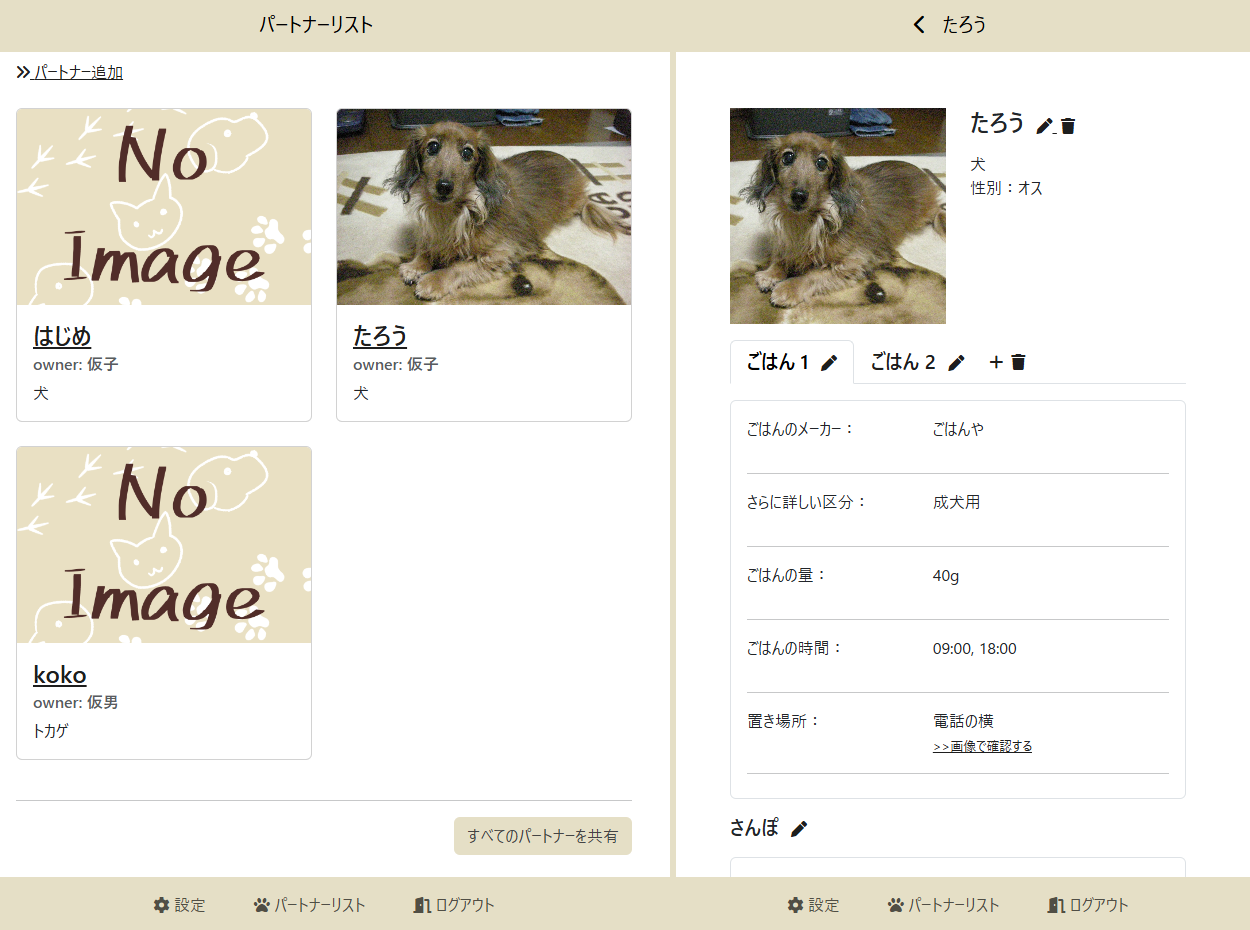 パートナーリスト
パートナー追加
No
Image
はじめ
owner: 仮子
犬
たろう
owner: 仮子
犬
No
Image
koko
owner: 仮男
トカゲ
すべてのパートナーを共有
設定 パートナーリスト ログアウト
たろう
たろう
犬
性別：オス
ごはん 1 ごはん 2 +
ごはんのメーカー： ごはんや
さらに詳しい区分： 成犬用
ごはんの量： 40g
ごはんの時間： 09:00, 18:00
置き場所： 電話の横
>>画像で確認する
さんぽ
設定 パートナーリスト ログアウト